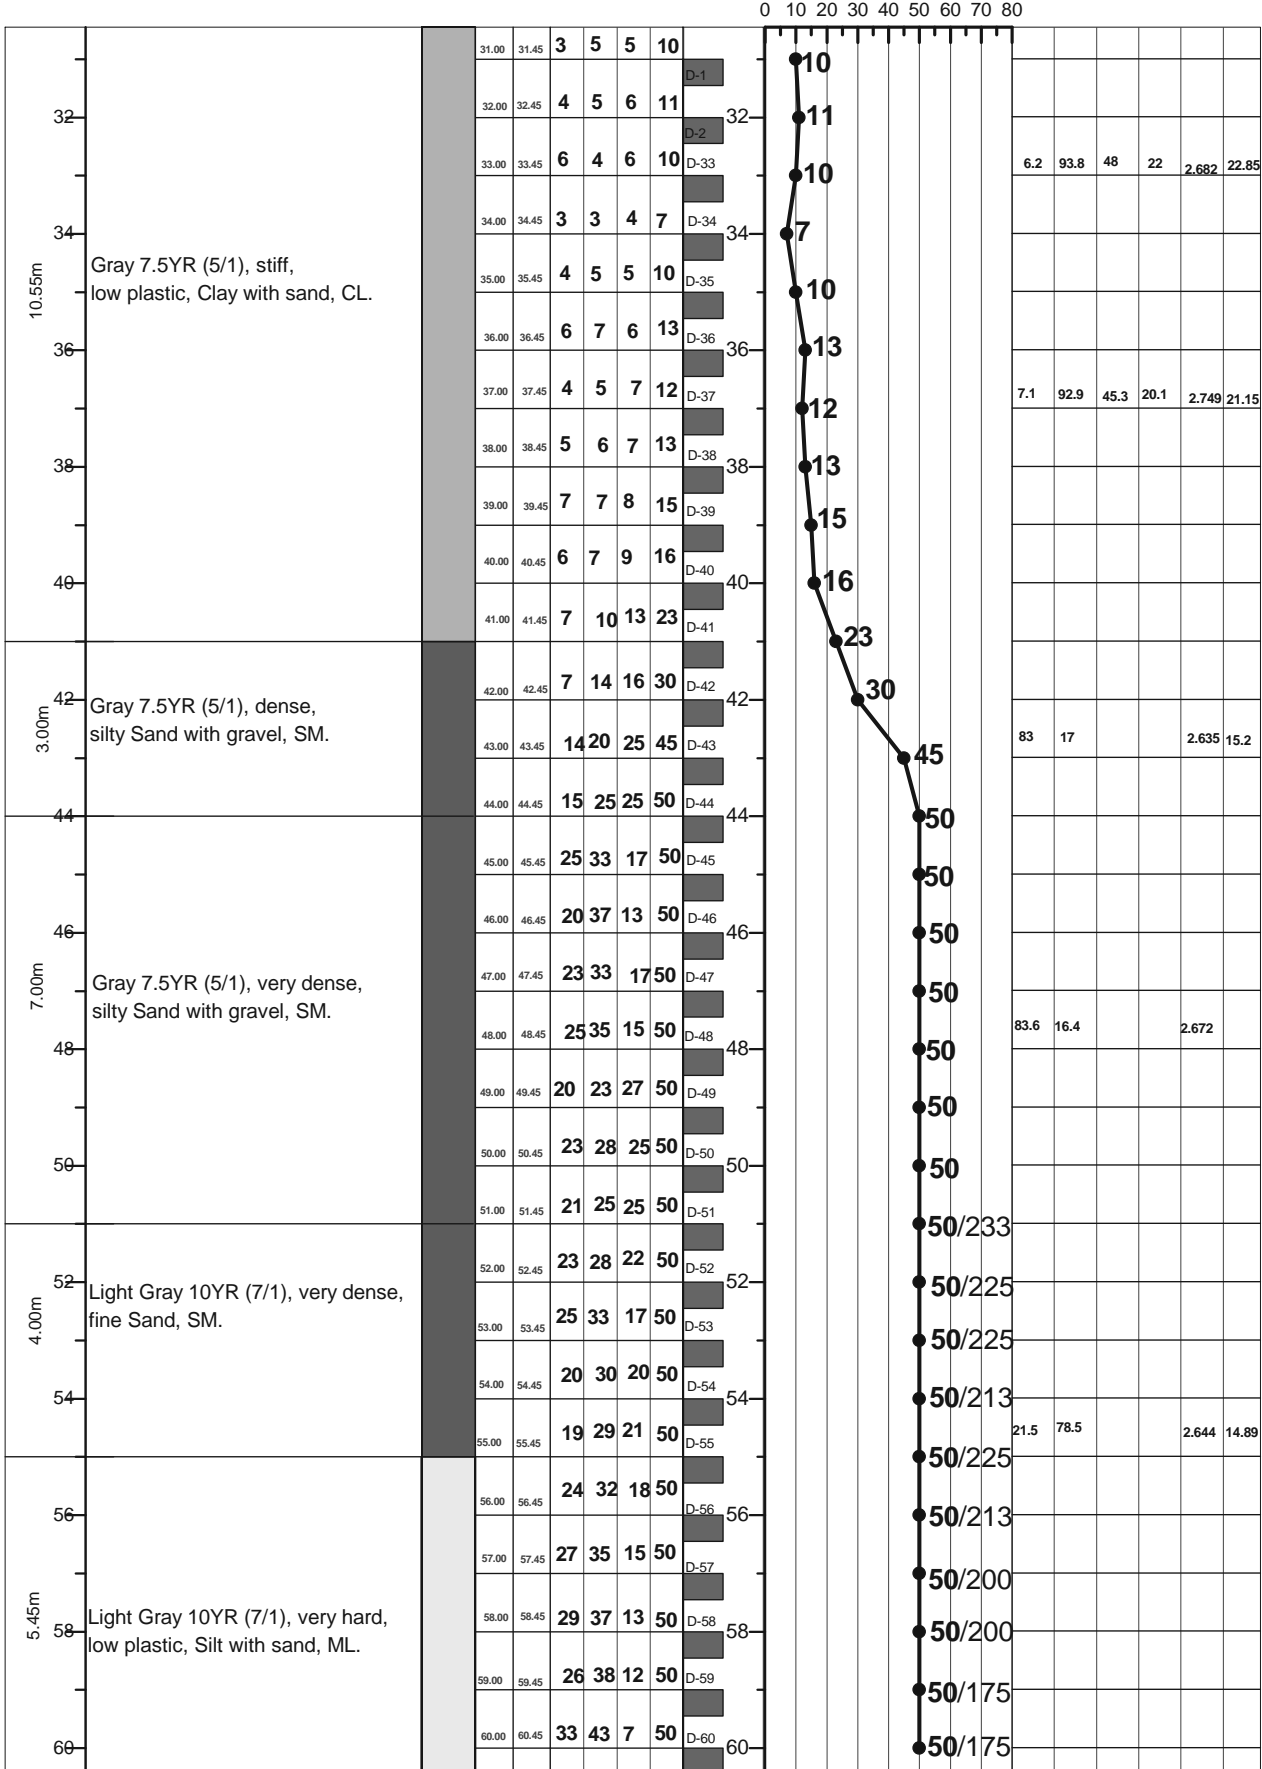 0 10 20 30 40 50 60 70 80
31.00 31.45 3 5 5 10 10
D-1
32 32.00 32.45 4 5 6 11 32 11
D-2
33.00 33.45 6 4 6 10 D-33 10 6.2 93.8 48 22 2.682 22.85
34 34.00 34.45 3 3 4 7 D-34 34 7
10.55m
Gray 7.5YR (5/1), stiff,
low plastic, Clay with sand, CL.
35.00 35.45 4 5 5 10 D-35 10
36 36.00 36.45 6 7 6 13 D-36 36 13
37.00 37.45 4 5 7 12 D-37 12 7.1 92.9 45.3 20.1 2.749 21.15
38 38.00 38.45 5 6 7 13 D-38 38 13
39.00 39.45 7 7 8 15 D-39 15
40 40.00 40.45 6 7 9 16 D-40 40 16
41.00 41.45 7 10 13 23 D-41 23
42 42.00 42.45 7 14 16 30 D-42 42 30
3.00m
Gray 7.5YR (5/1), dense,
silty Sand with gravel, SM.
43.00 43.45 14 20 25 45 D-43 45 83 17 2.635 15.2
44 44.00 44.45 15 25 25 50 D-44 44 50
45.00 45.45 25 33 17 50 D-45 50
46 46.00 46.45 20 37 13 50 D-46 46 50
7.00m
Gray 7.5YR (5/1), very dense,
silty Sand with gravel, SM.
47.00 47.45 23 33 17 50 D-47 50
48 48.00 48.45 25 35 15 50 D-48 48 50 83.6 16.4 2.672
49.00 49.45 20 23 27 50 D-49 50
50 50.00 50.45 23 28 25 50 D-50 50 50
51.00 51.45 21 25 25 50 D-51 50/233
52 52.00 52.45 23 28 22 50 D-52 52 50/225
4.00m
Light Gray 10YR (7/1), very dense,
fine Sand, SM.
53.00 53.45 25 33 17 50 D-53 50/225
54 54.00 54.45 20 30 20 50 D-54 54 50/213
55.00 55.45 19 29 21 50 D-55 50/225 21.5 78.5 2.644 14.89
56 56.00 56.45 24 32 18 50 D-56 56 50/213
57.00 57.45 27 35 15 50 D-57 50/200
5.45m
Light Gray 10YR (7/1), very hard,
low plastic, Silt with sand, ML.
58 58.00 58.45 29 37 13 50 D-58 58 50/200
59.00 59.45 26 38 12 50 D-59 50/175
60 60.00 60.45 33 43 7 50 D-60 60 50/175